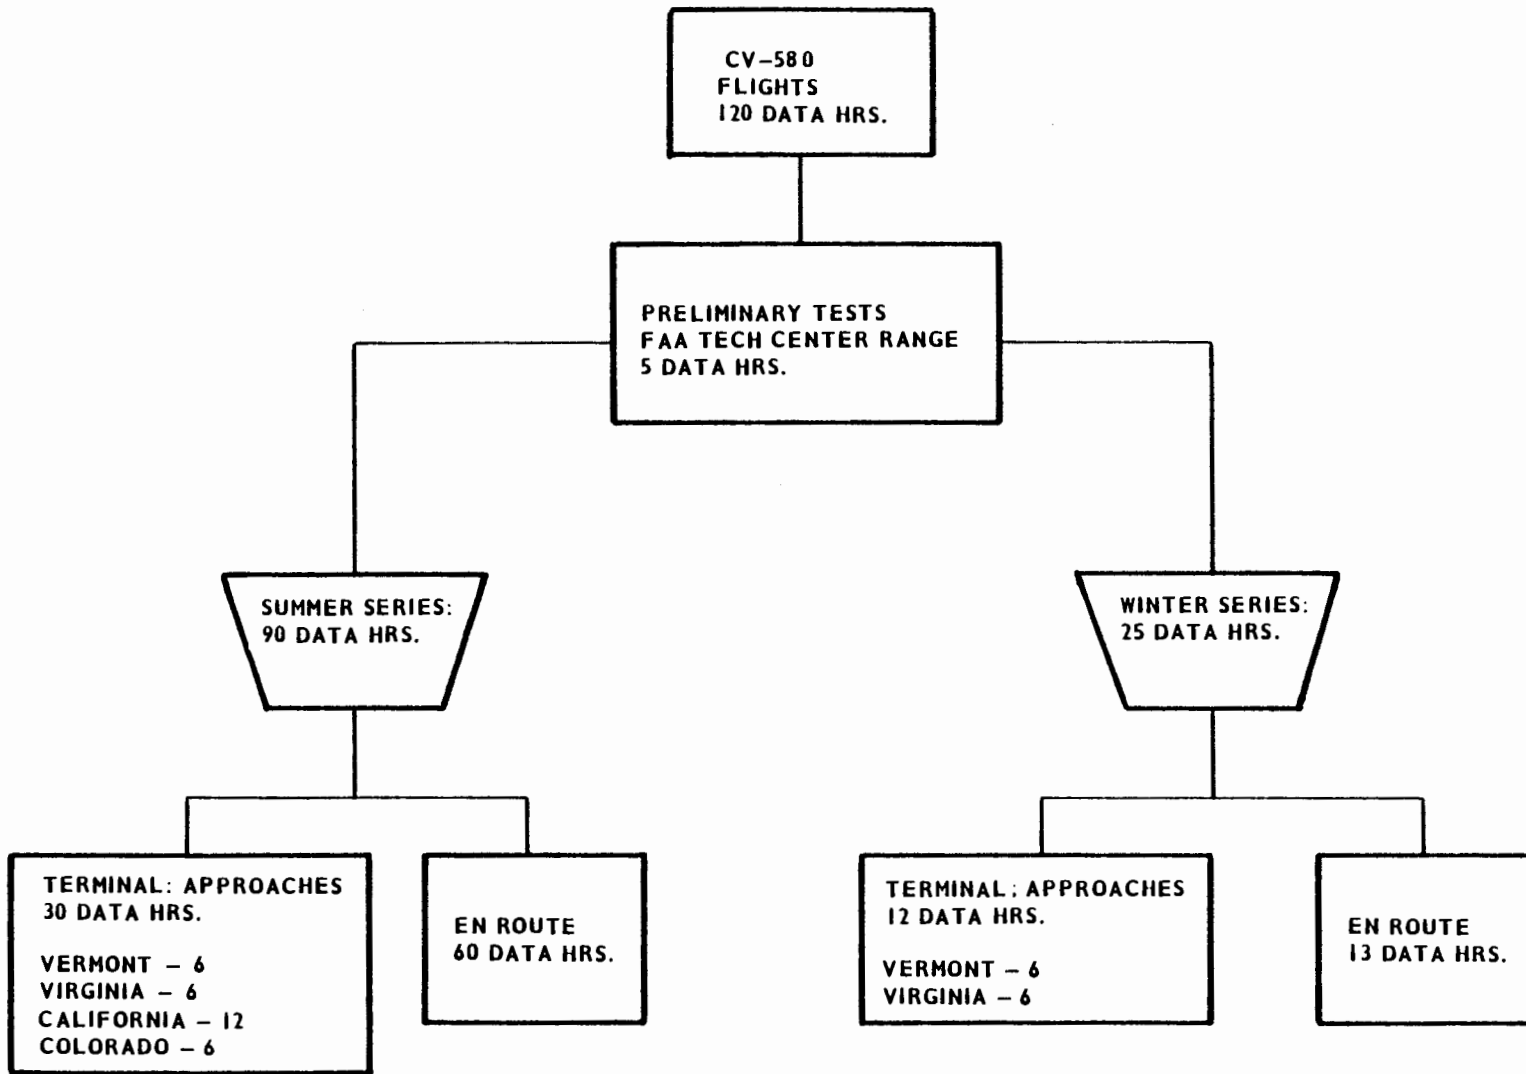 CV-580
FLIGHTS
120 DATA HRS.
PRELIMINARY TESTS
FAA TECH CENTER RANGE
5 DATA HRS.
SUMMER SERIES:
90 DATA HRS.
WINTER SERIES:
25 DATA HRS.
TERMINAL: APPROACHES
30 DATA HRS.
VERMONT – 6
VIRGINIA – 6
CALIFORNIA – 12
COLORADO – 6
EN ROUTE
60 DATA HRS.
TERMINAL: APPROACHES
12 DATA HRS.
VERMONT – 6
VIRGINIA – 6
EN ROUTE
13 DATA HRS.